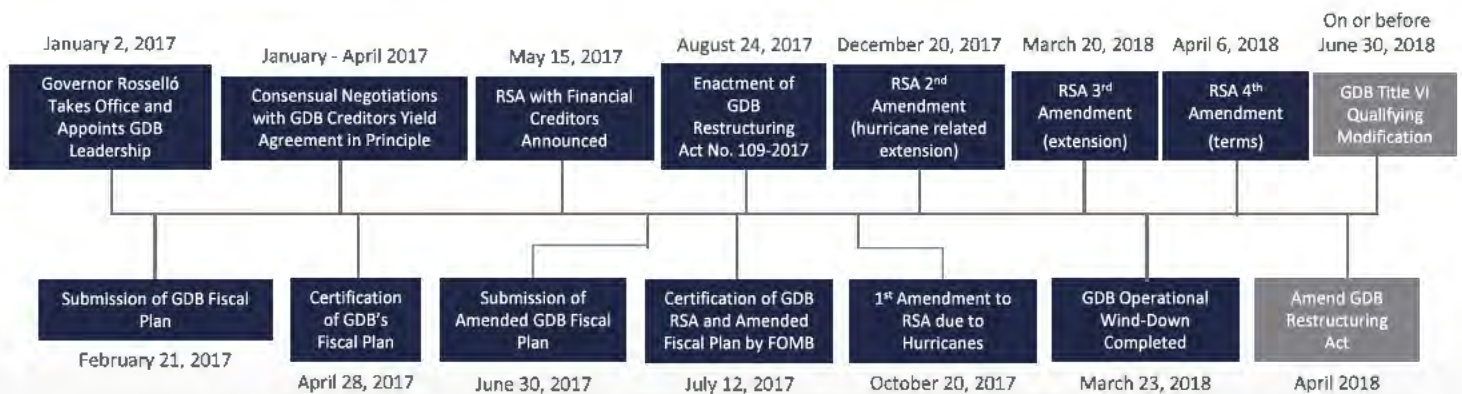 January 2, 2017
Governor Rosselló
Takes Office and
Appoints GDB
Leadership
January - April 2017
Consensual Negotiations
with GDB Creditors Yield
Agreement in Principle
May 15, 2017
RSA with Financial
Creditors
Announced
August 24, 2017
Enactment of
GDB
Restructuring
Act No. 109-2017
December 20, 2017
RSA 2nd
Amendment
(hurricane related
extension)
March 20, 2018
RSA 3rd
Amendment
(extension)
April 6, 2018
RSA 4th
Amendment
(terms)
On or before
June 30, 2018
GDB Title VI
Qualifying
Modification
Submission of GDB Fiscal
Plan
February 21, 2017
Certification
of GDB's
Fiscal Plan
April 28, 2017
Submission of
Amended GDB Fiscal
Plan
June 30, 2017
Certification of GDB
RSA and Amended
Fiscal Plan by FOMB
July 12, 2017
1st Amendment to
RSA due to
Hurricanes
October 20, 2017
GDB Operational
Wind-Down
Completed
March 23, 2018
Amend GDB
Restructuring
Act
April 2018